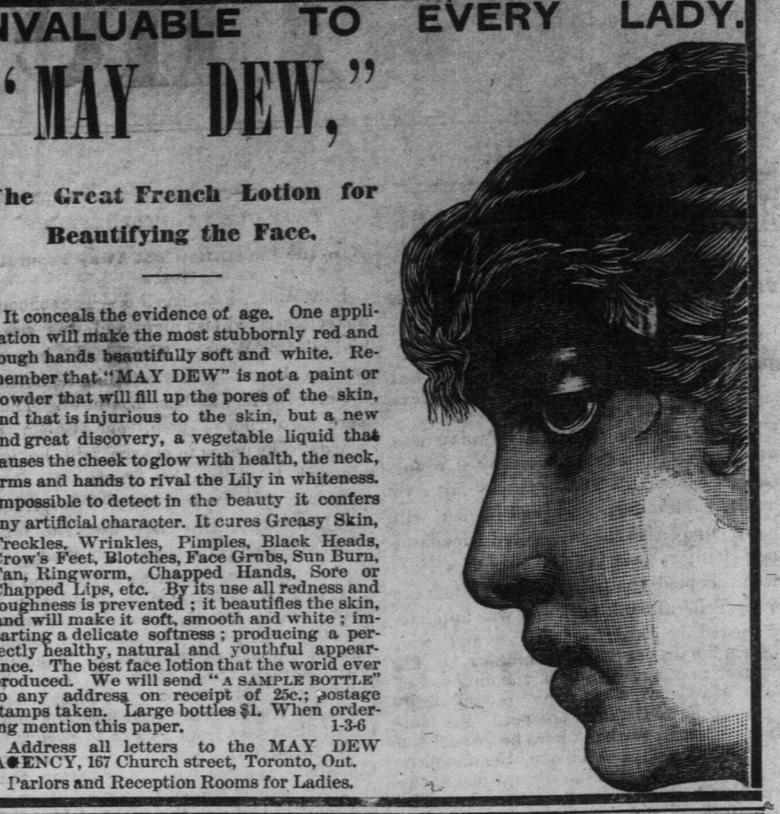 NVALUABLE TO EVERY LADY.
"MAY DEW,"
he Great French Lotion for
Beautifying the Face.
It conceals the evidence of age. One appli-
ation will make the most stubbornly red and
ough hands beautifully soft and white. Re-
nember that "MAY DEW" is not a paint or
owder that will fill up the pores of the skin,
nd that is injurious to the skin, but a new
nd great discovery, a vegetable liquid that
auses the cheek to glow with health, the neck,
rms and hands to rival the Lily in whiteness.
mpossible to detect in the beauty it confers
ny artificial character. It cures Greasy Skin,
reckles, Wrinkles, Pimples, Black Heads,
row's Feet, Blotches, Face Grubs, Sun Burn,
an, Ringworm, Chapped Hands, Sore or
happed Lips, etc. By its use all redness and
oughness is prevented; it beautifies the skin,
and will make it soft, smooth and white; im-
arting a delicate softness; producing a per-
ectly healthy, natural and youthful appear-
nce. The best face lotion that the world ever
roduced. We will send "A SAMPLE BOTTLE"
o any address on receipt of 25c.; postage
tamps taken. Large bottles $1. When order-
ng mention this paper. 1-3-6
Address all letters to the MAY DEW
AGENCY, 167 Church street, Toronto, Ont.
Parlors and Reception Rooms for Ladies.